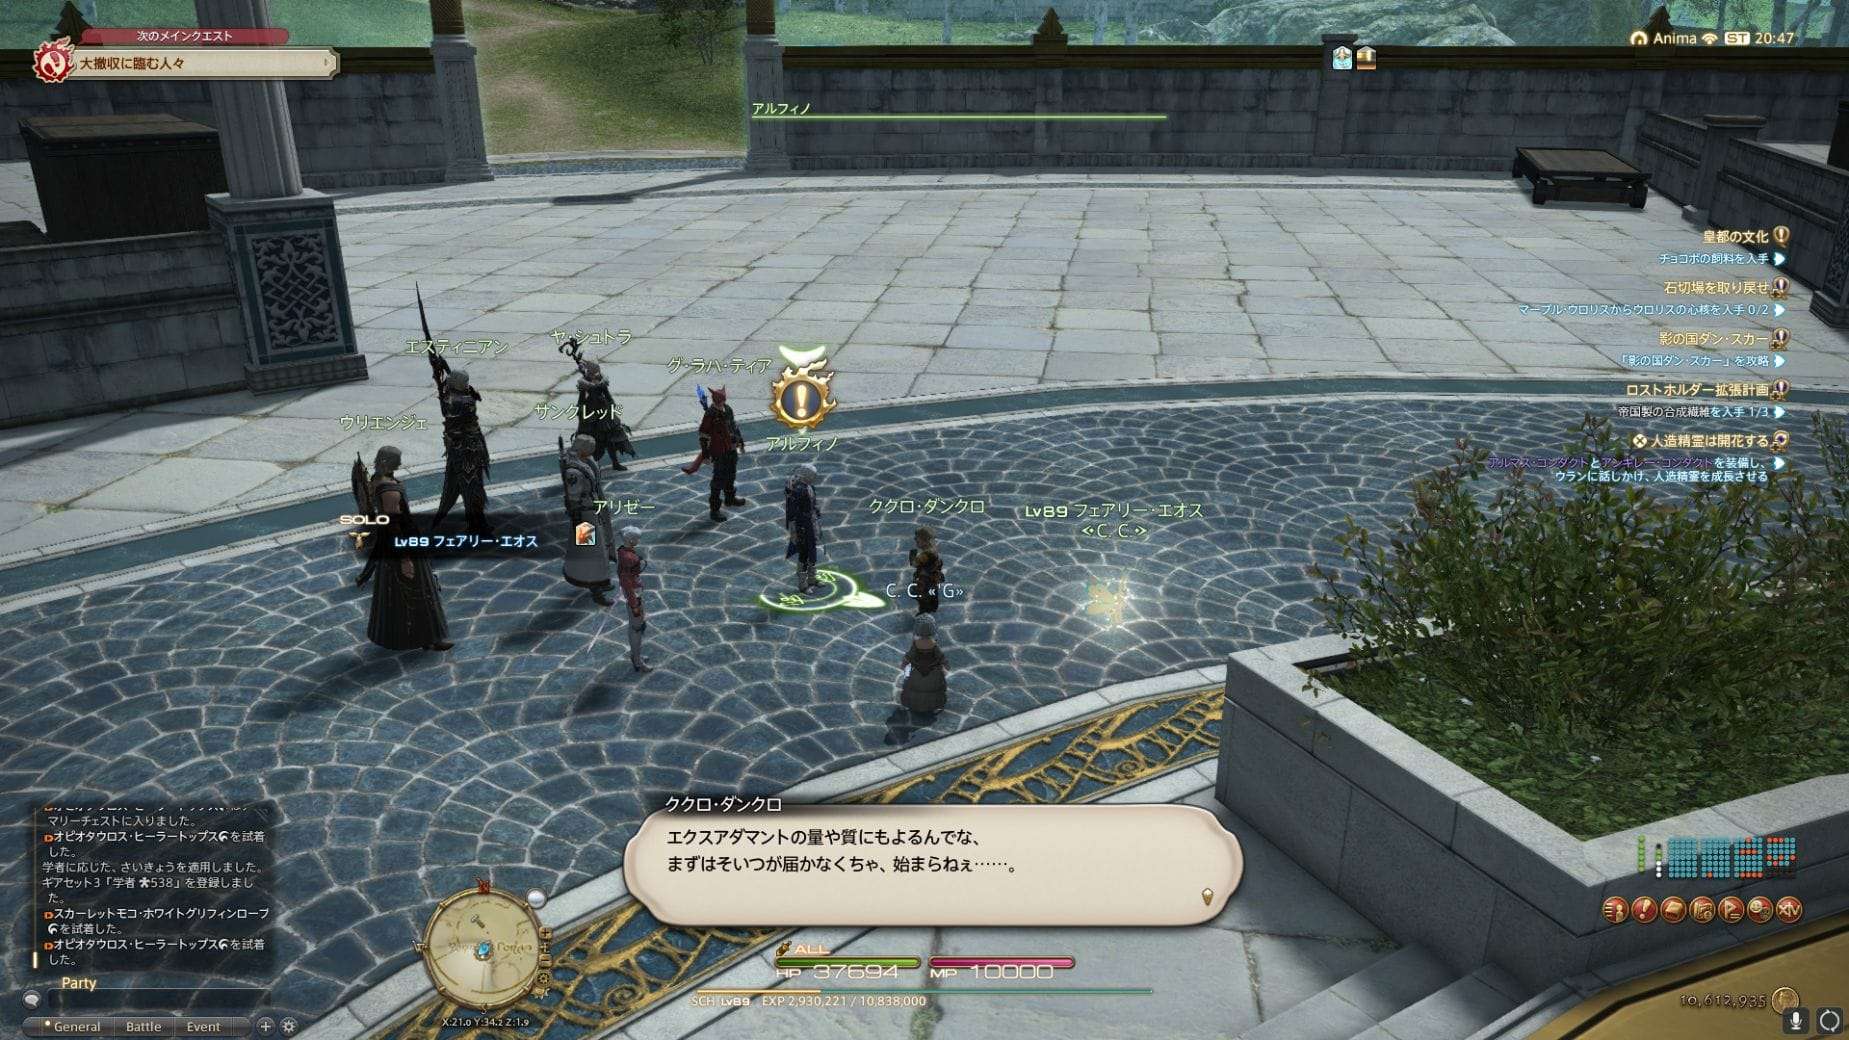 次のメインクエスト
大撤収に臨む人々
Anima ST 20:47
アルフィノ
皇都の文化
チョコボの飼料を入手
石切場を取り戻せ
マーブル・ウロリスからウロリスの心核を入手 0/2
影の国ダン・スカー
「影の国ダン・スカー」を攻略
ロストホルダー拡張計画
帝国製の合成繊維を入手 1/3
人造精霊は開花する
アルマス・コンダクトとアンキレー・コンダクトを装備し、
ウランに話しかけ、人造精霊を成長させる
エスティニアン
ヤ・シュトラ
グ・ラハ・ティア
サンクレッド
ウリエンジェ
アルフィノ
アリゼー
ククロ・ダンクロ
Lv89 フェアリー・エオス
«C. C.»
SOLO
Lv89 フェアリー・エオス
C. C. «'G»
ククロ・ダンクロ
エクスアダマントの量や質にもよるんでな、
まずはそいつが届かなくちゃ、始まらねぇ……。
マリーチェストに入りました。
オピオタウロス・ヒーラートップスを試着
した。
学者に応じた、さいきょうを適用しました。
ギアセット3「学者 ★538」を登録しまし
た。
スカーレットモコ・ホワイトグリフィンローブ
を試着した。
オピオタウロス・ヒーラートップスを試着
した。
Party
General Battle Event
X:21.0 Y:34.2 Z:1.9
ALL
HP 37694 MP 10000
SCH Lv89 EXP 2,930,221 / 10,838,000
XIV
10,612,935